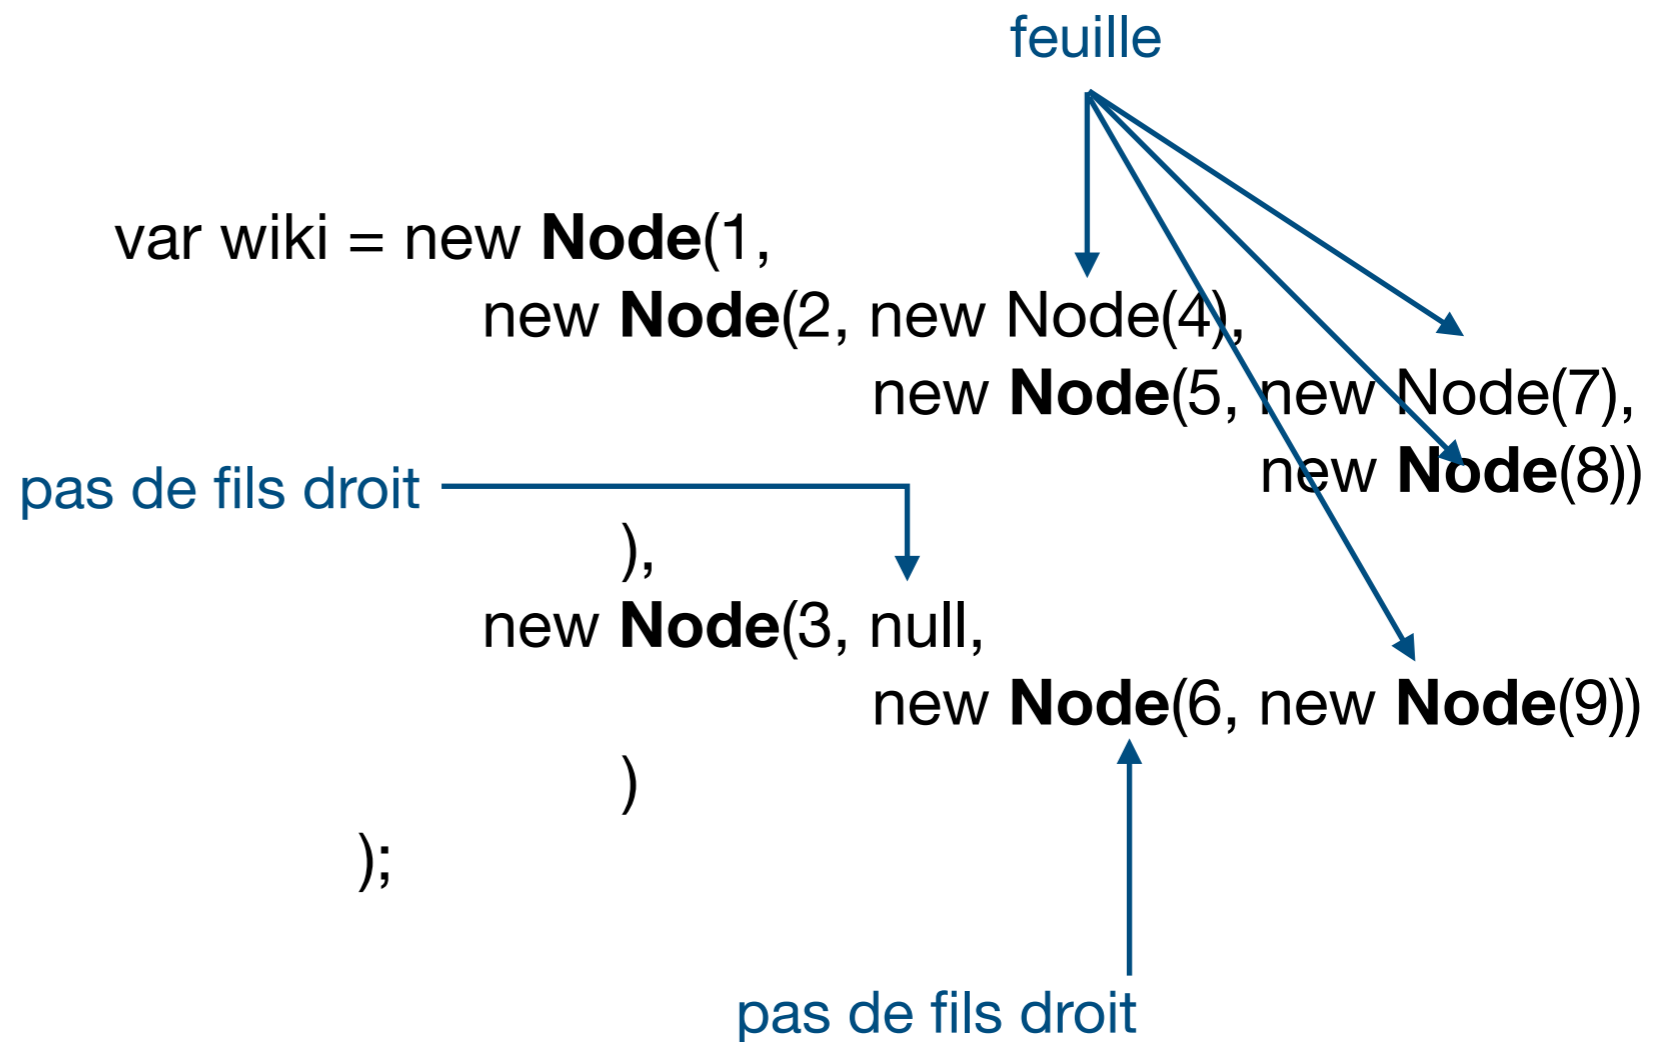 feuille
var wiki = new Node(1,
new Node(2, new Node(4),
new Node(5, new Node(7),
new Node(8))
pas de fils droit
),
new Node(3, null,
new Node(6, new Node(9))
)
);
pas de fils droit